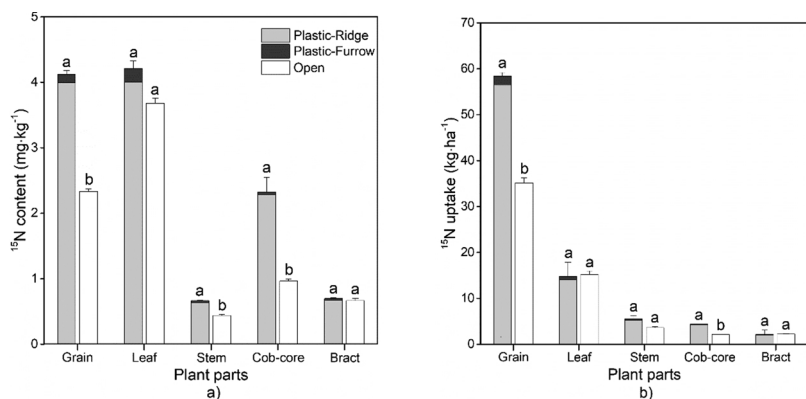 5
4
3
2
1
0
¹⁵N content (mg·kg⁻¹)
Plastic-Ridge
Plastic-Furrow
Open
a
b
a
a
a
b
a
b
a
a
Grain
Leaf
Stem
Cob-core
Bract
Plant parts
a)
70
60
50
40
30
20
10
0
¹⁵N uptake (kg·ha⁻¹)
a
b
a
a
a
a
a
b
a
a
Grain
Leaf
Stem
Cob-core
Bract
Plant parts
b)